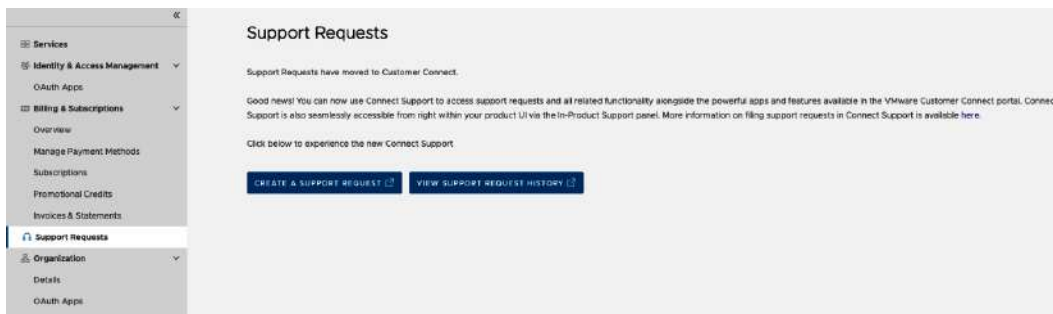 «
Services
Identity & Access Management
OAuth Apps
Billing & Subscriptions
Overview
Manage Payment Methods
Subscriptions
Promotional Credits
Invoices & Statements
Support Requests
Organization
Details
OAuth Apps
Support Requests
Support Requests have moved to Customer Connect.
Good news! You can now use Connect Support to access support requests and all related functionality alongside the powerful apps and features available in the VMware Customer Connect portal. Connec
Support is also seamlessly accessible from right within your product UI via the In-Product Support panel. More information on filing support requests in Connect Support is available here.
Click below to experience the new Connect Support
CREATE A SUPPORT REQUEST
VIEW SUPPORT REQUEST HISTORY